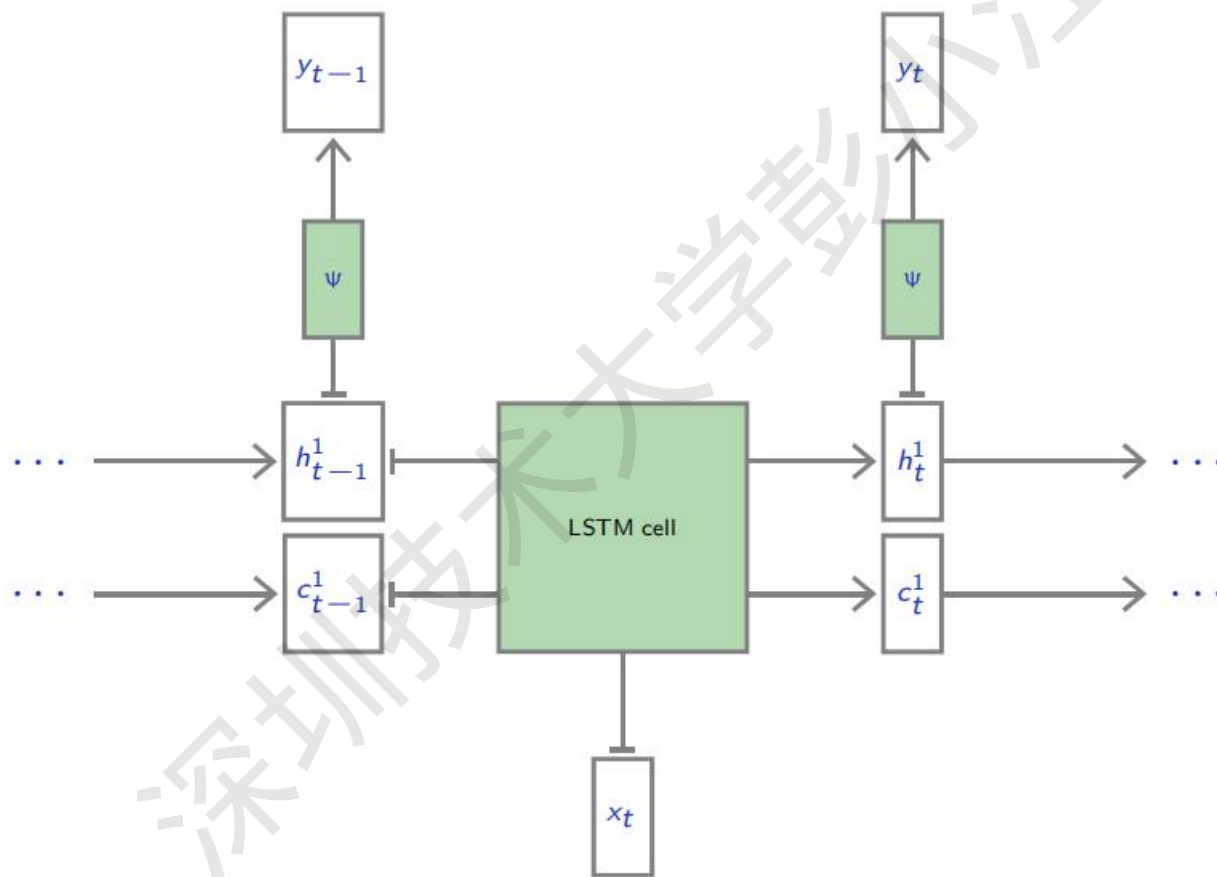 y_{t−1} y_t
Ψ Ψ
· · · h^1_{t−1} h^1_t · · ·
LSTM cell
· · · c^1_{t−1} c^1_t · · ·
x_t
深圳技术大学彭小江